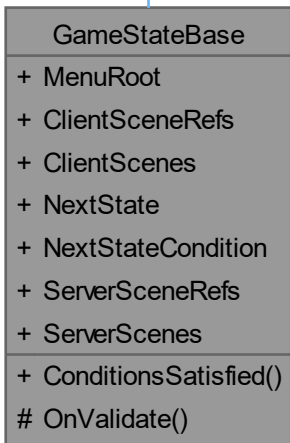 GameStateBase
+ MenuRoot
+ ClientSceneRefs
+ ClientScenes
+ NextState
+ NextStateCondition
+ ServerSceneRefs
+ ServerScenes
+ ConditionsSatisfied()
# OnValidate()